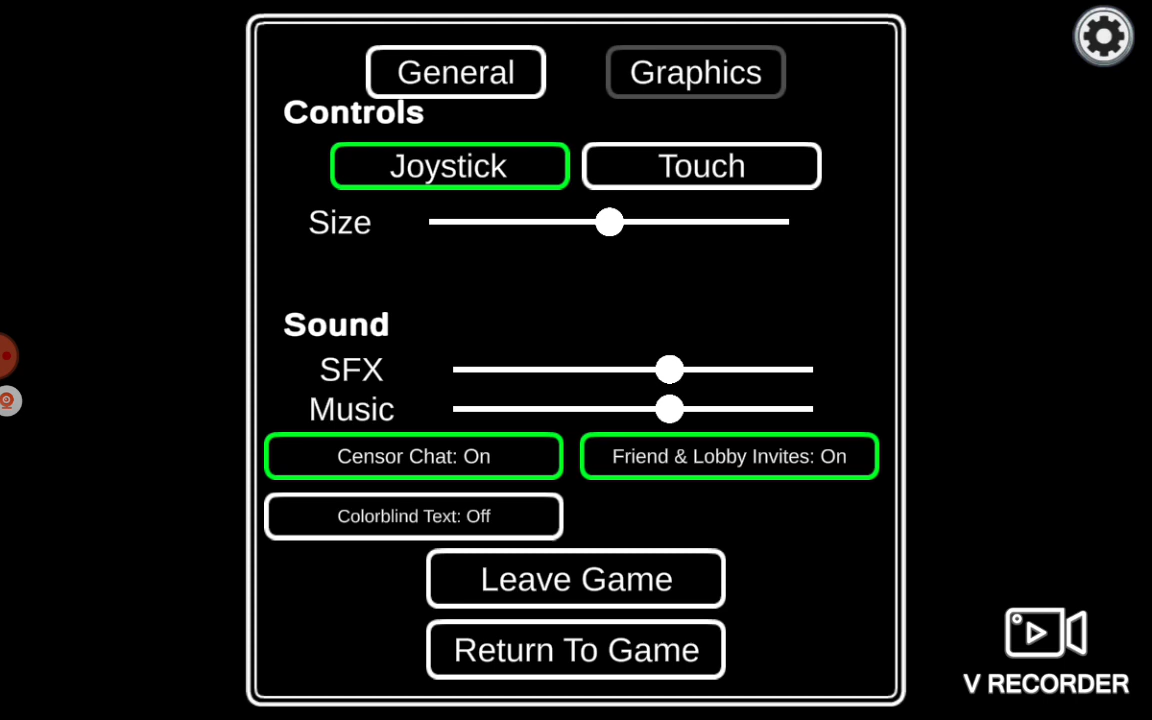 General
Graphics
Controls
Joystick
Touch
Size
Sound
SFX
Music
Censor Chat: On
Friend & Lobby Invites: On
Colorblind Text: Off
Leave Game
Return To Game
V RECORDER